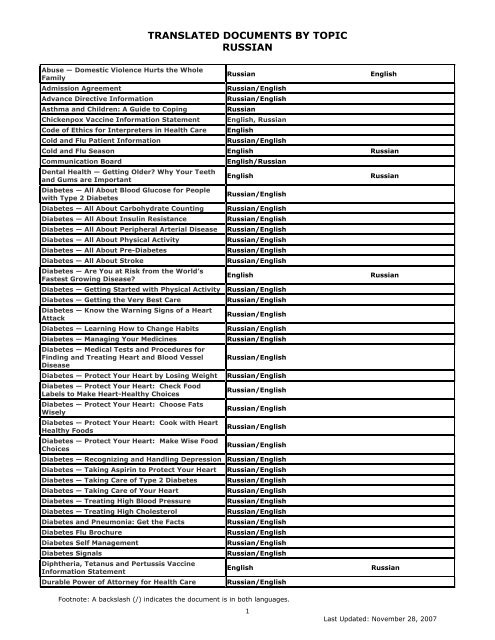 TRANSLATED DOCUMENTS BY TOPIC
RUSSIAN
Abuse — Domestic Violence Hurts the Whole
Family Russian English
Admission Agreement Russian/English
Advance Directive Information Russian/English
Asthma and Children: A Guide to Coping Russian
Chickenpox Vaccine Information Statement English, Russian
Code of Ethics for Interpreters in Health Care English
Cold and Flu Patient Information Russian/English
Cold and Flu Season English Russian
Communication Board English/Russian
Dental Health — Getting Older? Why Your Teeth
and Gums are Important English Russian
Diabetes — All About Blood Glucose for People
with Type 2 Diabetes Russian/English
Diabetes — All About Carbohydrate Counting Russian/English
Diabetes — All About Insulin Resistance Russian/English
Diabetes — All About Peripheral Arterial Disease Russian/English
Diabetes — All About Physical Activity Russian/English
Diabetes — All About Pre-Diabetes Russian/English
Diabetes — All About Stroke Russian/English
Diabetes — Are You at Risk from the World's
Fastest Growing Disease? English Russian
Diabetes — Getting Started with Physical Activity Russian/English
Diabetes — Getting the Very Best Care Russian/English
Diabetes — Know the Warning Signs of a Heart
Attack Russian/English
Diabetes — Learning How to Change Habits Russian/English
Diabetes — Managing Your Medicines Russian/English
Diabetes — Medical Tests and Procedures for
Finding and Treating Heart and Blood Vessel
Disease Russian/English
Diabetes — Protect Your Heart by Losing Weight Russian/English
Diabetes — Protect Your Heart: Check Food
Labels to Make Heart-Healthy Choices Russian/English
Diabetes — Protect Your Heart: Choose Fats
Wisely Russian/English
Diabetes — Protect Your Heart: Cook with Heart
Healthy Foods Russian/English
Diabetes — Protect Your Heart: Make Wise Food
Choices Russian/English
Diabetes — Recognizing and Handling Depression Russian/English
Diabetes — Taking Aspirin to Protect Your Heart Russian/English
Diabetes — Taking Care of Type 2 Diabetes Russian/English
Diabetes — Taking Care of Your Heart Russian/English
Diabetes — Treating High Blood Pressure Russian/English
Diabetes — Treating High Cholesterol Russian/English
Diabetes and Pneumonia: Get the Facts Russian/English
Diabetes Flu Brochure Russian/English
Diabetes Self Management Russian/English
Diabetes Signals Russian/English
Diphtheria, Tetanus and Pertussis Vaccine
Information Statement English Russian
Durable Power of Attorney for Health Care Russian/English
Footnote: A backslash (/) indicates the document is in both languages.
1
Last Updated: November 28, 2007